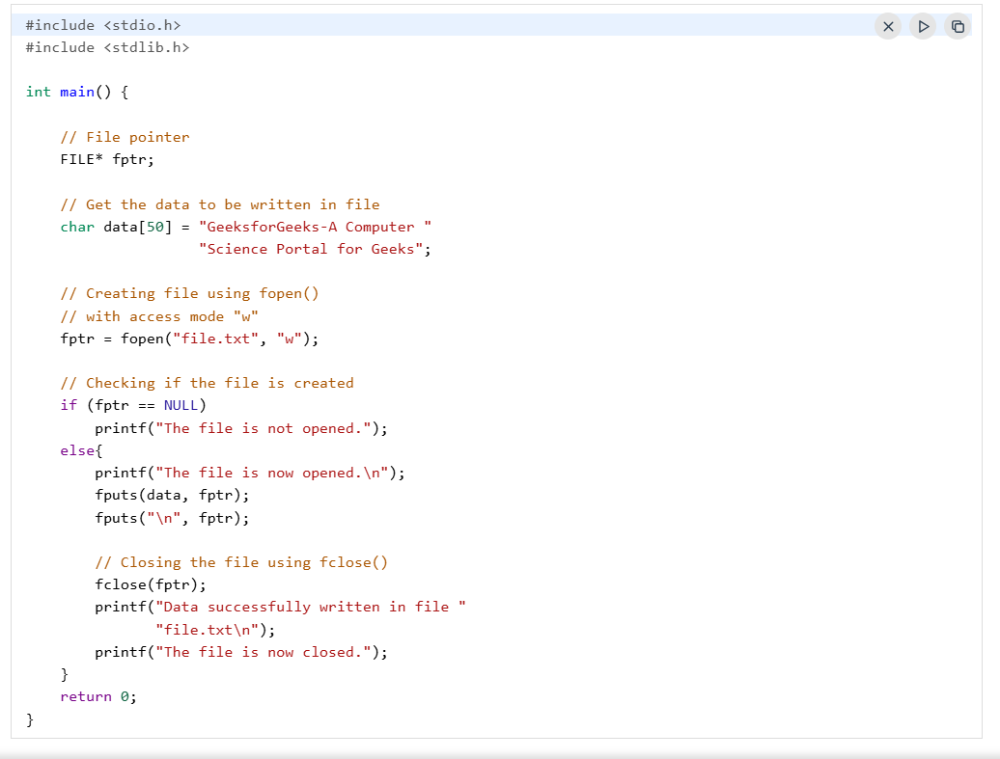 #include <stdio.h>
#include <stdlib.h>
int main() {
// File pointer
FILE* fptr;
// Get the data to be written in file
char data[50] = "GeeksforGeeks-A Computer "
"Science Portal for Geeks";
// Creating file using fopen()
// with access mode "w"
fptr = fopen("file.txt", "w");
// Checking if the file is created
if (fptr == NULL)
printf("The file is not opened.");
else{
printf("The file is now opened.\n");
fputs(data, fptr);
fputs("\n", fptr);
// Closing the file using fclose()
fclose(fptr);
printf("Data successfully written in file "
"file.txt\n");
printf("The file is now closed.");
}
return 0;
}